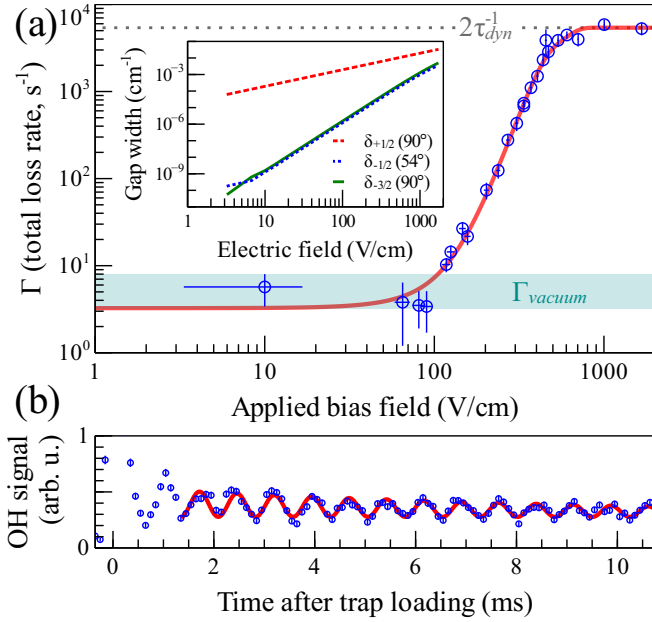 (a)
10⁴
10³
10²
10¹
10⁰
Γ (total loss rate, s⁻¹)
2τ⁻¹dyn
10⁻³
10⁻⁶
10⁻⁹
Gap width (cm⁻¹)
δ+1/2 (90°)
δ-1/2 (54°)
δ-3/2 (90°)
1 10 100 1000
Electric field (V/cm)
Γvacuum
1 10 100 1000
Applied bias field (V/cm)
(b)
1
0
OH signal
(arb. u.)
0 2 4 6 8 10
Time after trap loading (ms)